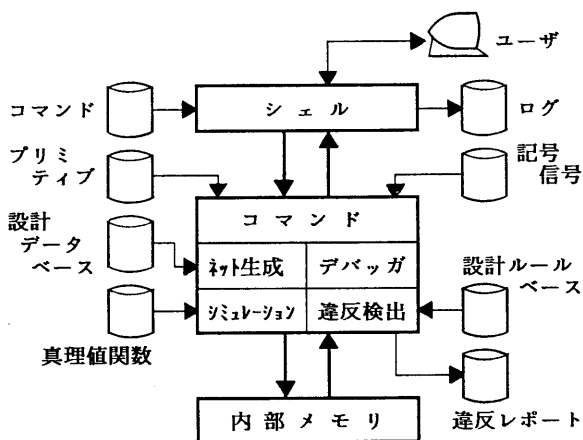 ユーザ
コマンド
シェル
ログ
プリミ
ティブ
記号
信号
コマンド
設計
データ
ベース
ネット生成
デバッガ
設計ルール
ベース
シミュレーション
違反検出
真理値関数
内部メモリ
違反レポート